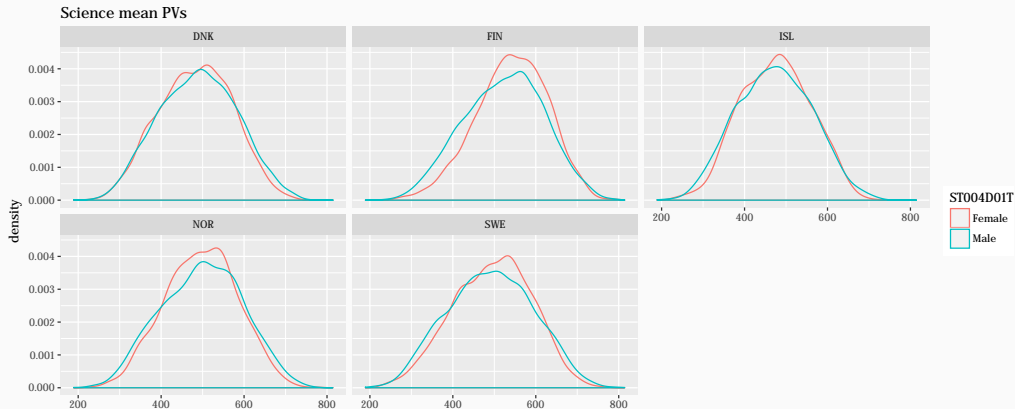 Science mean PVs
DNK FIN ISL
0.004
0.003
0.002
0.001
0.000
200 400 600 800
density
NOR SWE
0.004
0.003
0.002
0.001
0.000
200 400 600 800 200 400 600 800
ST004D01T
Female
Male